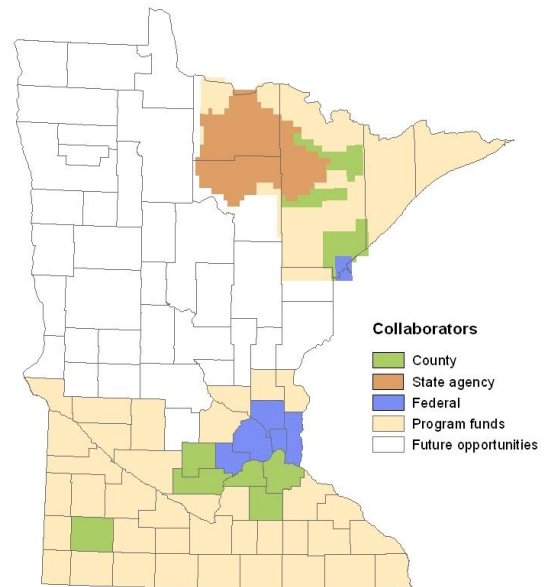 Collaborators
County
State agency
Federal
Program funds
Future opportunities